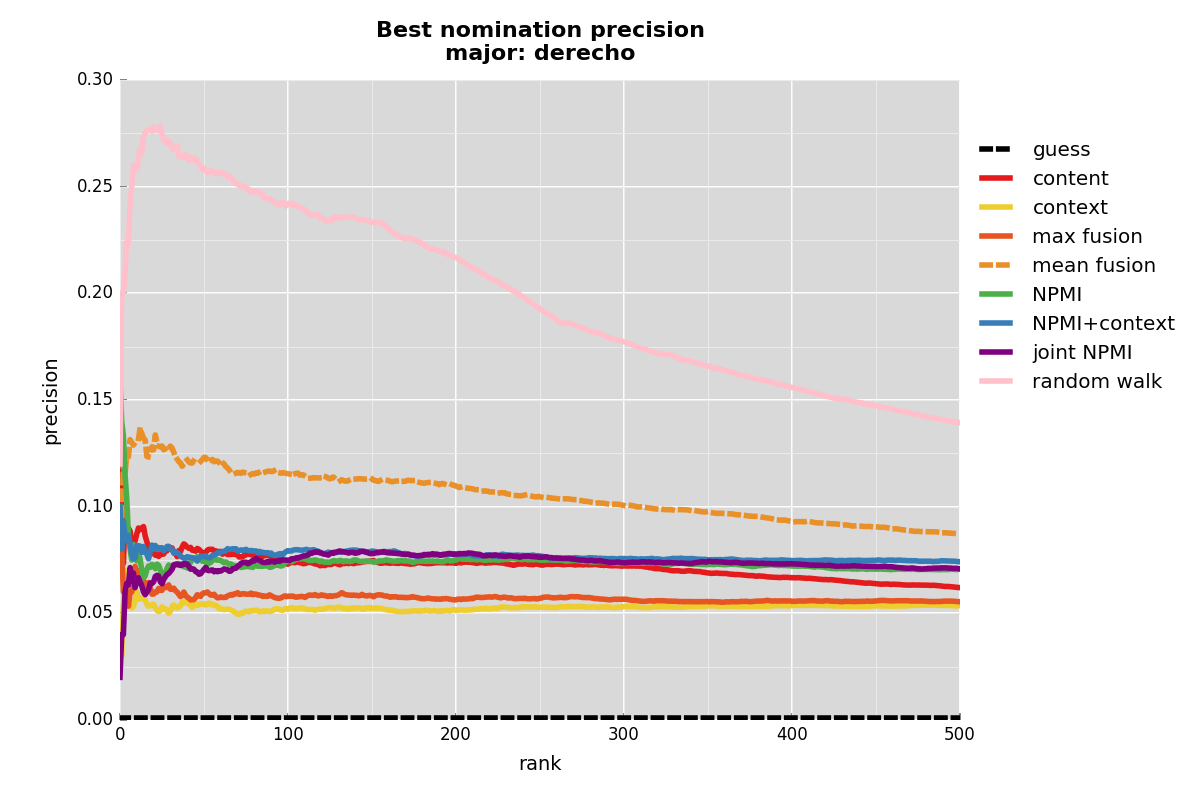 Best nomination precision
major: derecho
precision
0.30
0.25
0.20
0.15
0.10
0.05
0.00
0
100
200
300
400
500
rank
guess
content
context
max fusion
mean fusion
NPMI
NPMI+context
joint NPMI
random walk